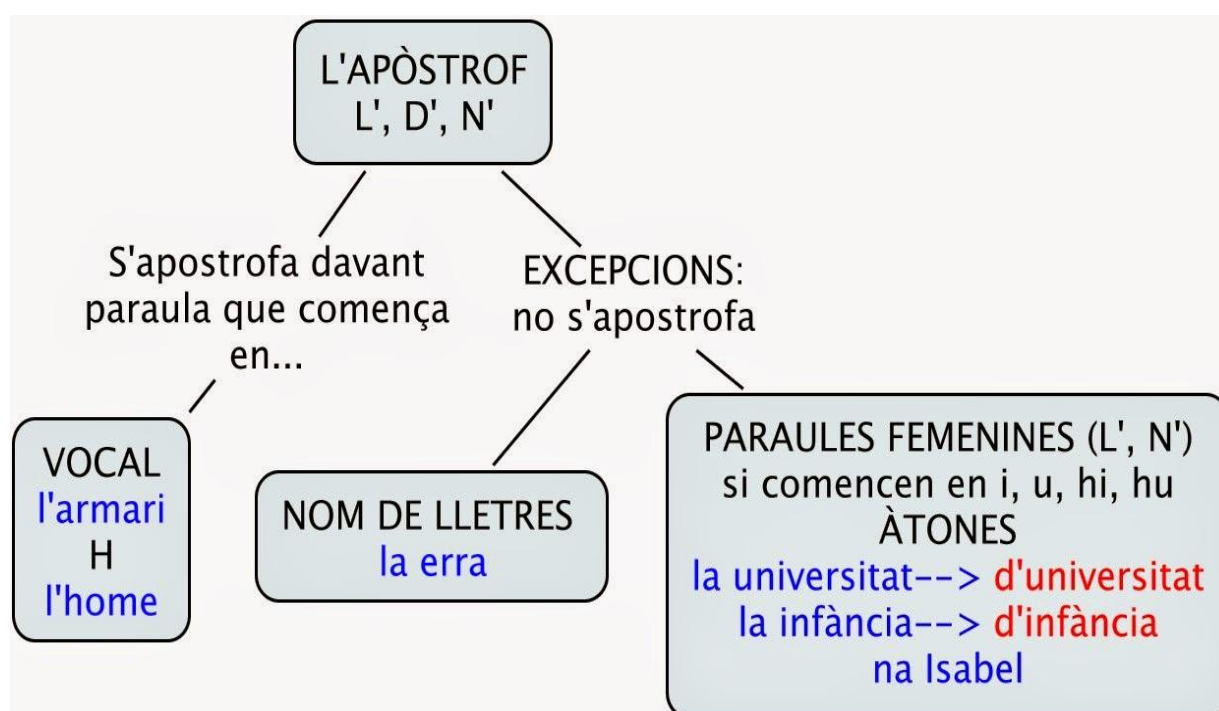 L'APÒSTROF
L', D', N'
S'apostrofa davant
paraula que comença
en...
EXCEPCIONS:
no s'apostrofa
VOCAL
l'armari
H
l'home
NOM DE LLETRES
la erra
PARAULES FEMENINES (L', N')
si comencen en i, u, hi, hu
ÀTONES
la universitat--> d'universitat
la infància--> d'infància
na Isabel